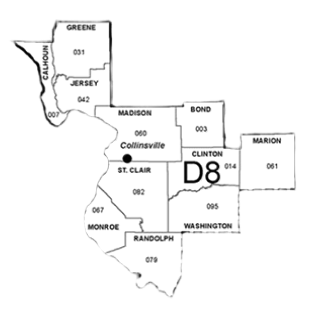 GREENE
031
CALHOUN
JERSEY
042
007
MADISON
060
BOND
003
Collinsville
CLINTON
014
D8
MARION
061
ST. CLAIR
082
095
067
MONROE
WASHINGTON
RANDOLPH
079